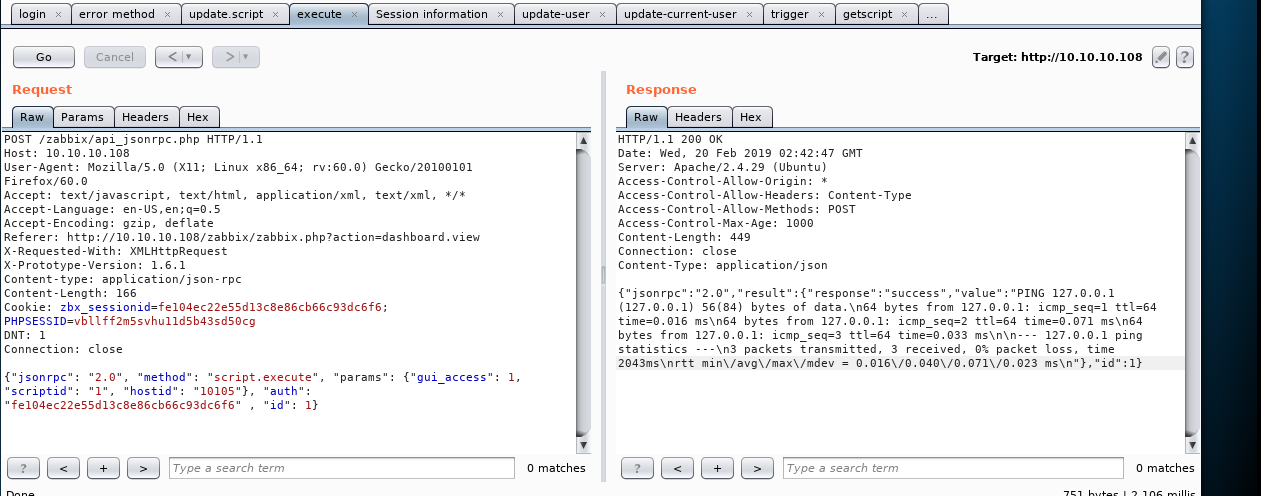 login × error method × update.script × execute × Session information × update-user × update-current-user × trigger × getscript × ...
Go Cancel < ▾ > ▾ Target: http://10.10.10.108 ?
Request
Raw Params Headers Hex
POST /zabbix/api_jsonrpc.php HTTP/1.1
Host: 10.10.10.108
User-Agent: Mozilla/5.0 (X11; Linux x86_64; rv:60.0) Gecko/20100101
Firefox/60.0
Accept: text/javascript, text/html, application/xml, text/xml, */*
Accept-Language: en-US,en;q=0.5
Accept-Encoding: gzip, deflate
Referer: http://10.10.10.108/zabbix/zabbix.php?action=dashboard.view
X-Requested-With: XMLHttpRequest
X-Prototype-Version: 1.6.1
Content-type: application/json-rpc
Content-Length: 166
Cookie: zbx_sessionid=fe104ec22e55d13c8e86cb66c93dc6f6;
PHPSESSID=vbllff2m5svhu11d5b43sd50cg
DNT: 1
Connection: close
{"jsonrpc": "2.0", "method": "script.execute", "params": {"gui_access": 1,
"scriptid": "1", "hostid": "10105"}, "auth":
"fe104ec22e55d13c8e86cb66c93dc6f6" , "id": 1}
? < + > Type a search term 0 matches
Response
Raw Headers Hex
HTTP/1.1 200 OK
Date: Wed, 20 Feb 2019 02:42:47 GMT
Server: Apache/2.4.29 (Ubuntu)
Access-Control-Allow-Origin: *
Access-Control-Allow-Headers: Content-Type
Access-Control-Allow-Methods: POST
Access-Control-Max-Age: 1000
Content-Length: 449
Connection: close
Content-Type: application/json
{"jsonrpc":"2.0","result":{"response":"success","value":"PING 127.0.0.1
(127.0.0.1) 56(84) bytes of data.\n64 bytes from 127.0.0.1: icmp_seq=1 ttl=64
time=0.016 ms\n64 bytes from 127.0.0.1: icmp_seq=2 ttl=64 time=0.071 ms\n64
bytes from 127.0.0.1: icmp_seq=3 ttl=64 time=0.033 ms\n\n--- 127.0.0.1 ping
statistics ---\n3 packets transmitted, 3 received, 0% packet loss, time
2043ms\nrtt min\/avg\/max\/mdev = 0.016\/0.040\/0.071\/0.023 ms\n"},"id":1}
? < + > Type a search term 0 matches
Done 751 bytes | 2,106 millis